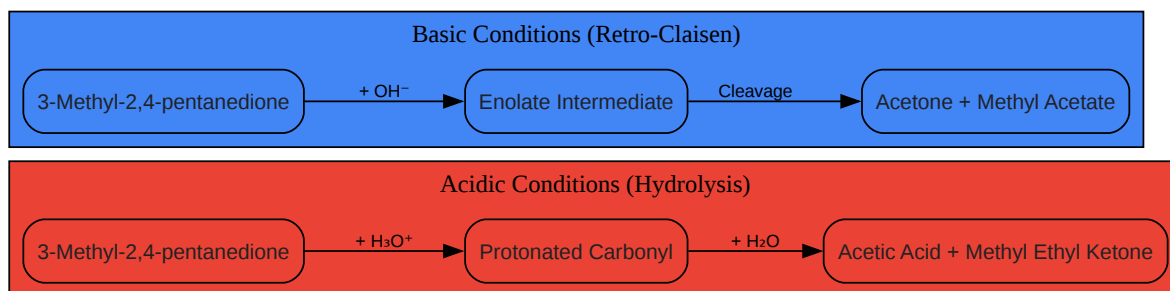 Basic Conditions (Retro-Claisen)
3-Methyl-2,4-pentanedione
+ OH⁻
Enolate Intermediate
Cleavage
Acetone + Methyl Acetate
Acidic Conditions (Hydrolysis)
3-Methyl-2,4-pentanedione
+ H₃O⁺
Protonated Carbonyl
+ H₂O
Acetic Acid + Methyl Ethyl Ketone